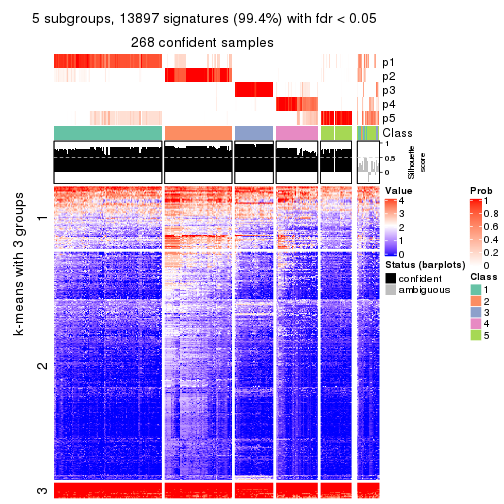 5 subgroups, 13897 signatures (99.4%) with fdr < 0.05
268 confident samples
p1
p2
p3
p4
p5
Class
1
0.5
0
Silhouette
score
k-means with 3 groups
1
2
3
Value
4
3
2
1
0
Status (barplots)
confident
ambiguous
Prob
1
0.8
0.6
0.4
0.2
0
Class
1
2
3
4
5